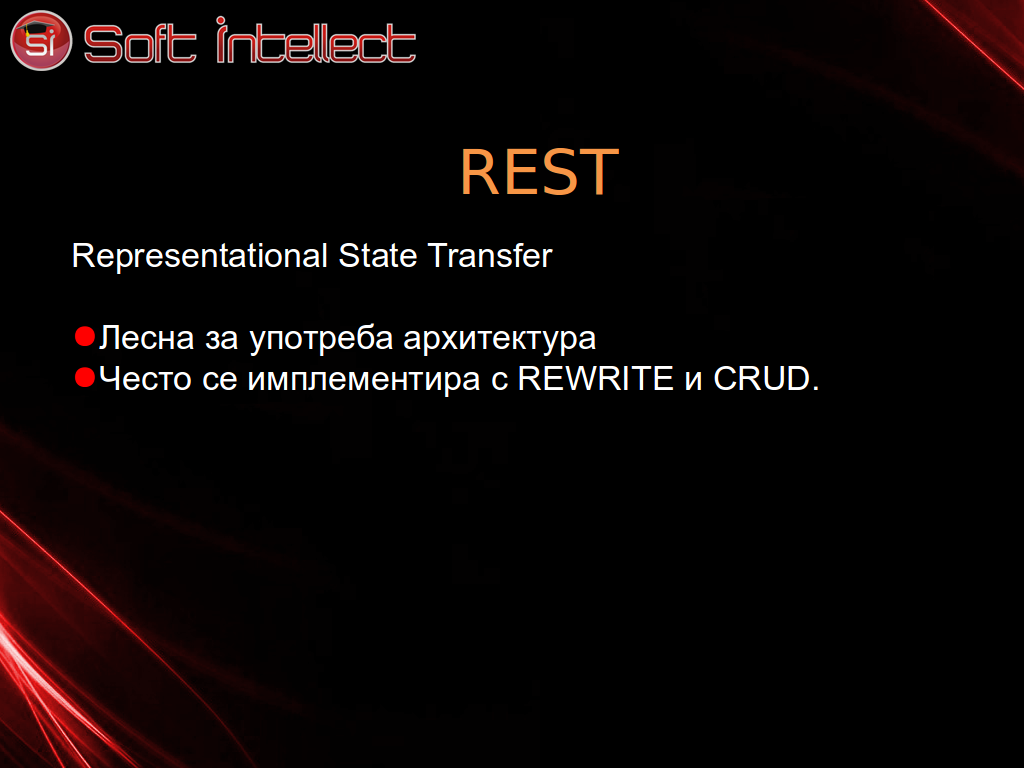 Si Soft Intellect
REST
Representational State Transfer
Лесна за употреба архитектура
Често се имплементира с REWRITE и CRUD.